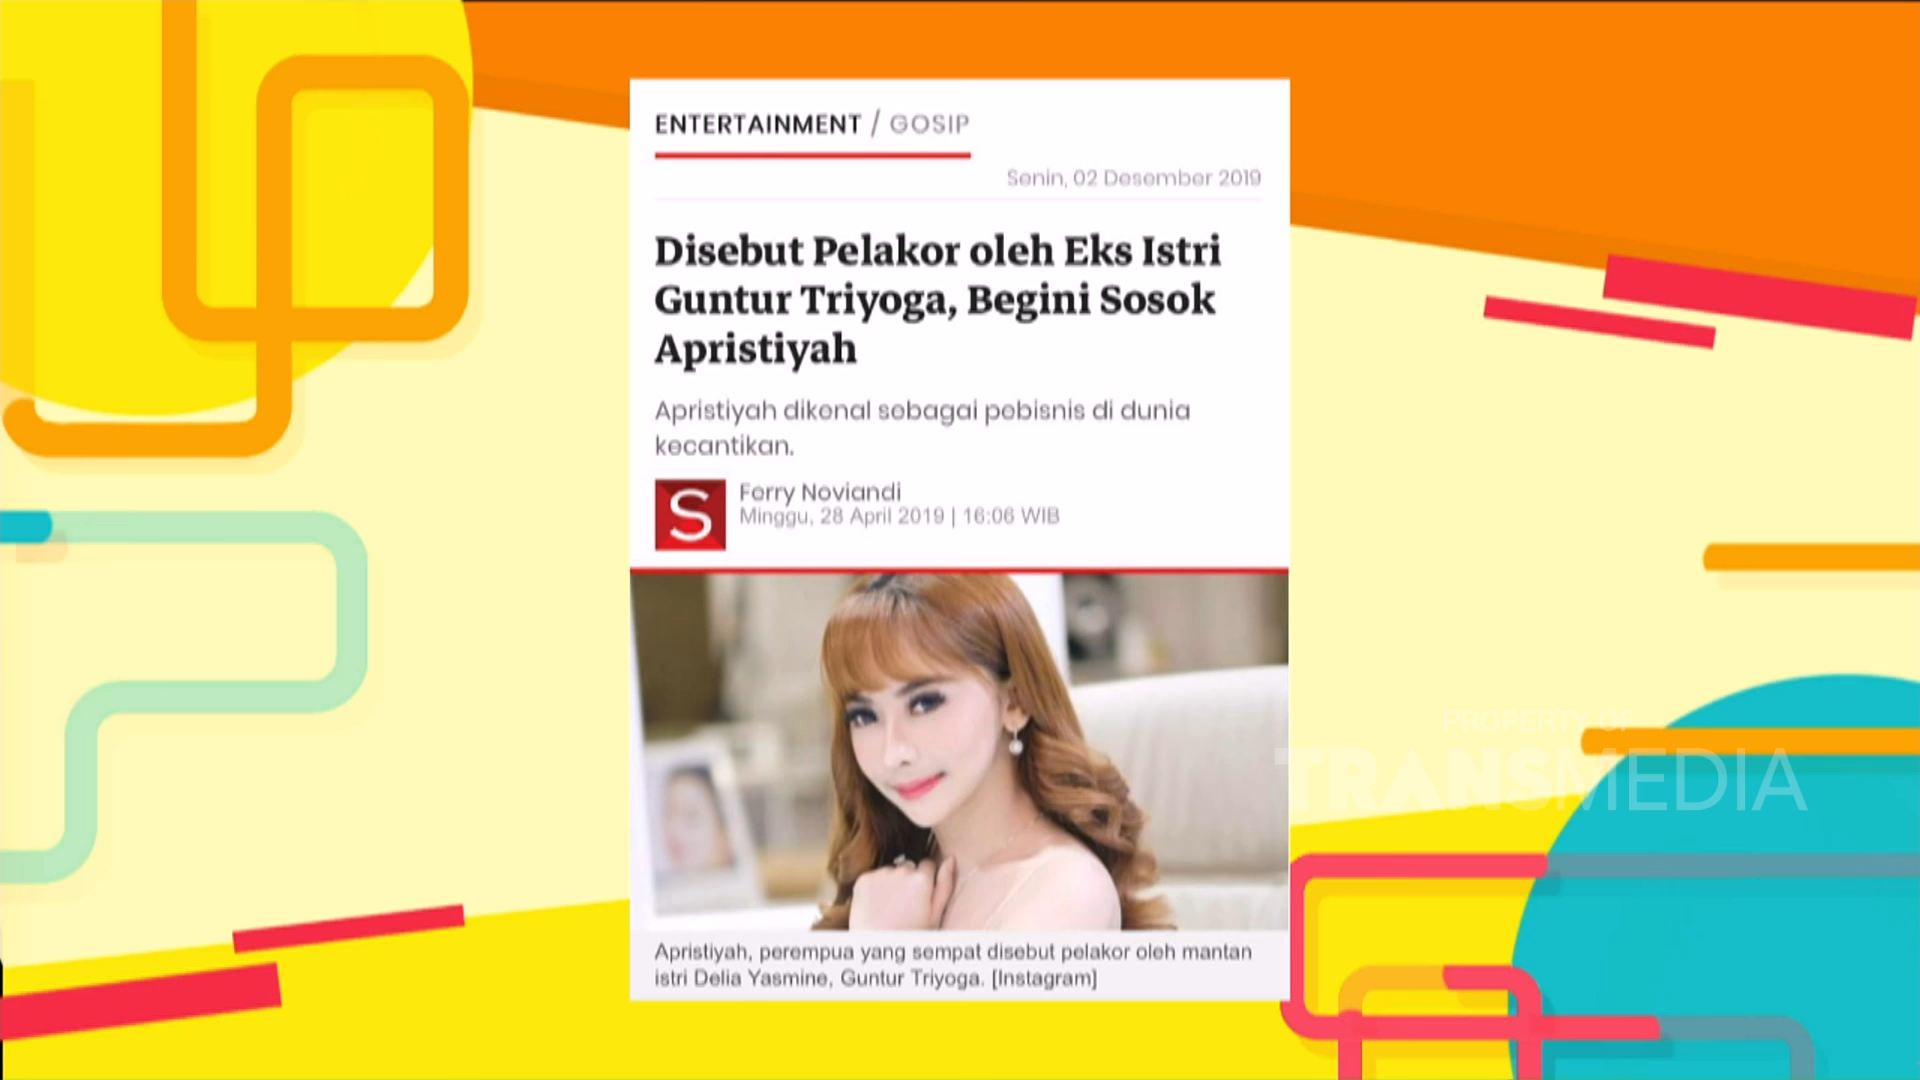 ENTERTAINMENT / GOSIP
Senin, 02 Desember 2019
Disebut Pelakor oleh Eks Istri
Guntur Triyoga, Begini Sosok
Apristiyah
Apristiyah dikenal sebagai pebisnis di dunia
kecantikan.
S
Ferry Noviandi
Minggu, 28 April 2019 | 16:06 WIB
PROPERTY OF
TRANSMEDIA
Apristiyah, perempua yang sempat disebut pelakor oleh mantan
istri Delia Yasmine, Guntur Triyoga. [Instagram]